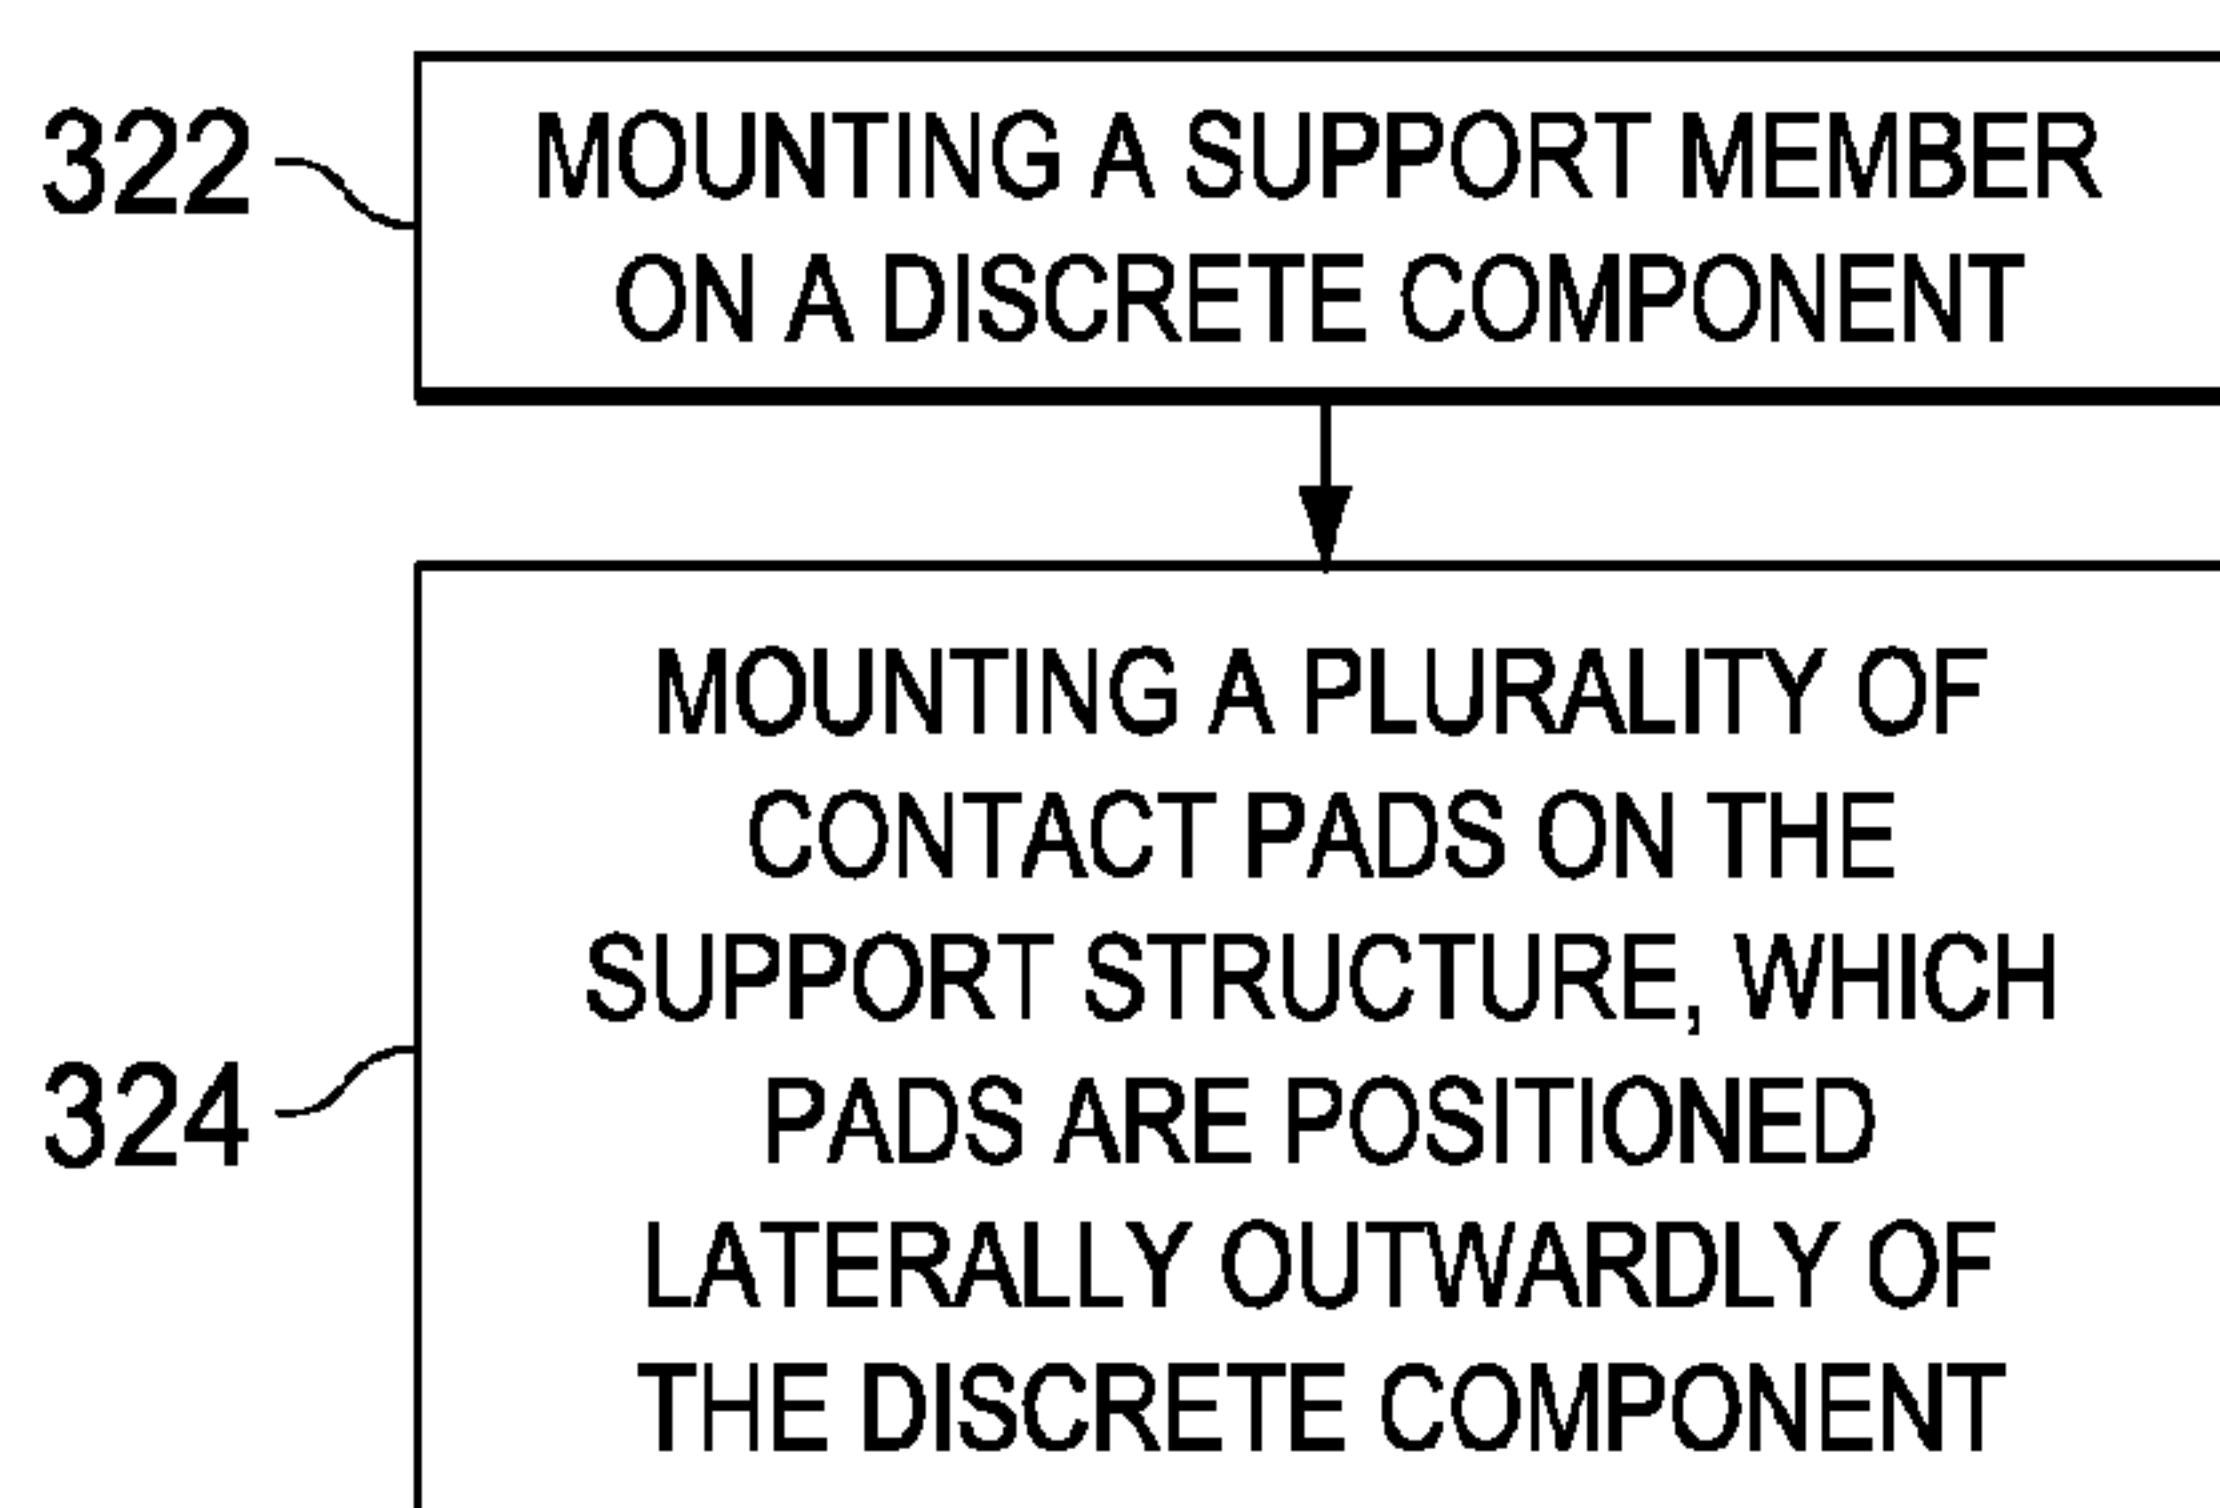 322
MOUNTING A SUPPORT MEMBER
ON A DISCRETE COMPONENT
324
MOUNTING A PLURALITY OF
CONTACT PADS ON THE
SUPPORT STRUCTURE, WHICH
PADS ARE POSITIONED
LATERALLY OUTWARDLY OF
THE DISCRETE COMPONENT